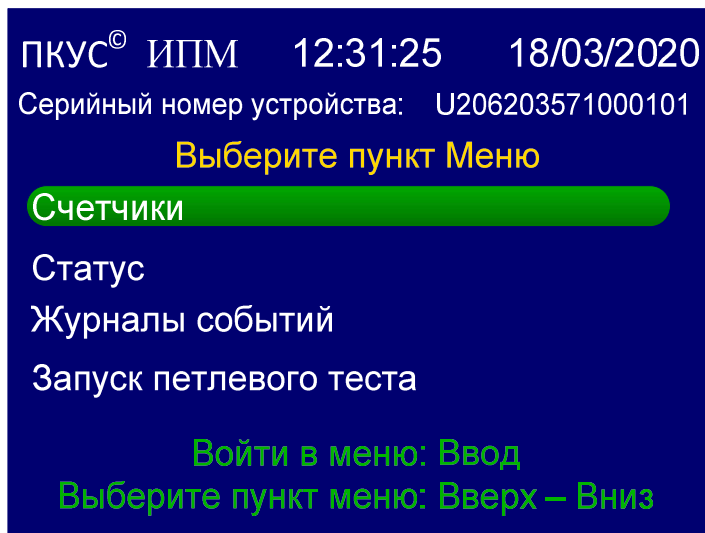 ПКУС© ИПМ 12:31:25 18/03/2020
Серийный номер устройства: U206203571000101
Выберите пункт Меню
Счетчики
Статус
Журналы событий
Запуск петлевого теста
Войти в меню: Ввод
Выберите пункт меню: Вверх – Вниз